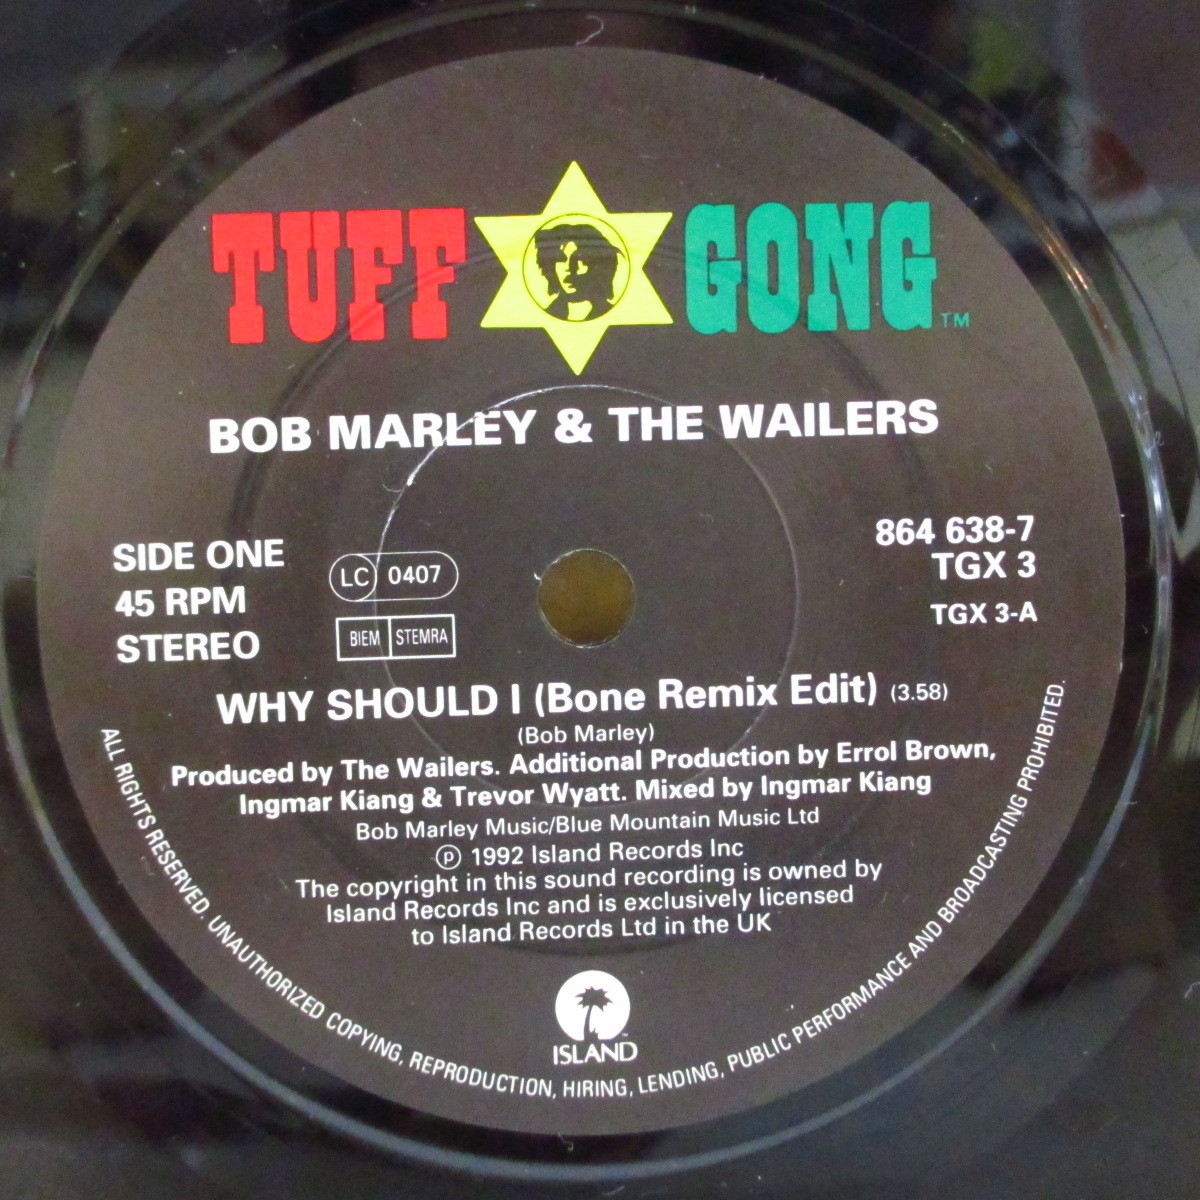 TUFF GONG TM
BOB MARLEY & THE WAILERS
SIDE ONE
45 RPM
STEREO
LC 0407
BIEM STEMRA
864 638-7
TGX 3
TGX 3-A
WHY SHOULD I (Bone Remix Edit) (3.58)
(Bob Marley)
Produced by The Wailers. Additional Production by Errol Brown,
Ingmar Kiang & Trevor Wyatt. Mixed by Ingmar Kiang
Bob Marley Music/Blue Mountain Music Ltd
℗ 1992 Island Records Inc
The copyright in this sound recording is owned by
Island Records Inc and is exclusively licensed
to Island Records Ltd in the UK
ISLAND
ALL RIGHTS RESERVED. UNAUTHORIZED COPYING, REPRODUCTION, HIRING, LENDING, PUBLIC PERFORMANCE AND BROADCASTING PROHIBITED.